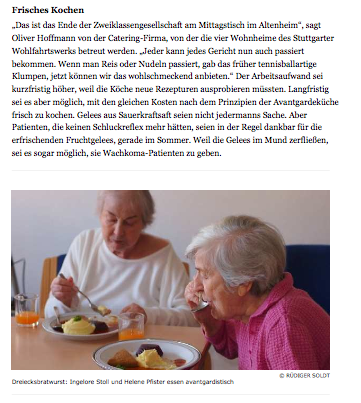 Frisches Kochen
„Das ist das Ende der Zweiklassengesellschaft am Mittagstisch im Altenheim“, sagt
Oliver Hoffmann von der Catering-Firma, von der die vier Wohnheime des Stuttgarter
Wohlfahrtswerks betreut werden. „Jeder kann jedes Gericht nun auch passiert
bekommen. Wenn man Reis oder Nudeln passiert, gab das früher tennisballartige
Klumpen, jetzt können wir das wohlschmeckend anbieten.“ Der Arbeitsaufwand sei
kurzfristig höher, weil die Köche neue Rezepturen ausprobieren müssten. Langfristig
sei es aber möglich, mit den gleichen Kosten nach dem Prinzipien der Avantgardeküche
frisch zu kochen. Gelees aus Sauerkraftsaft seien nicht jedermanns Sache. Aber
Patienten, die keinen Schluckreflex mehr hätten, seien in der Regel dankbar für die
erfrischenden Fruchtgelees, gerade im Sommer. Weil die Gelees im Mund zerfließen,
sei es sogar möglich, sie Wachkoma-Patienten zu geben.
© RÜDIGER SOLDT
Dreiecksbratwurst: Ingelore Stoll und Helene Pfister essen avantgardistisch